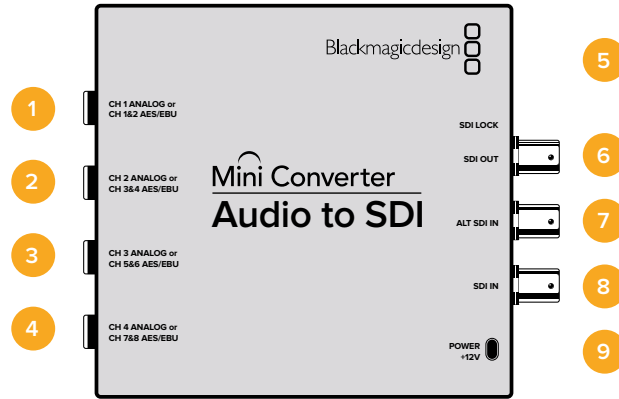 Blackmagicdesign
1
CH 1 ANALOG or
CH 1&2 AES/EBU
2
CH 2 ANALOG or
CH 3&4 AES/EBU
3
CH 3 ANALOG or
CH 5&6 AES/EBU
4
CH 4 ANALOG or
CH 7&8 AES/EBU
Mini Converter
Audio to SDI
5
SDI LOCK
SDI OUT
6
ALT SDI IN
7
SDI IN
8
POWER
+12V
9